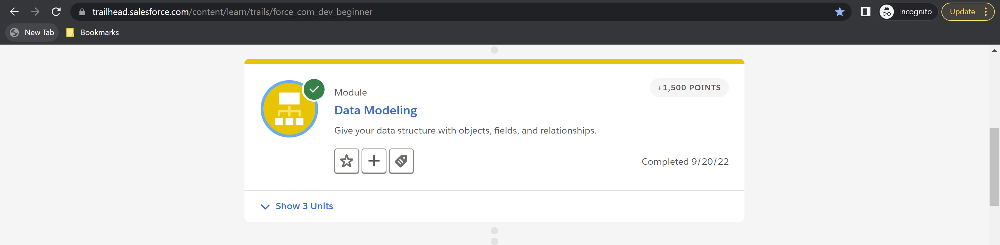 trailhead.salesforce.com/content/learn/trails/force_com_dev_beginner
Incognito
Update
New Tab
Bookmarks
Module
+1,500 POINTS
Data Modeling
Give your data structure with objects, fields, and relationships.
Completed 9/20/22
Show 3 Units